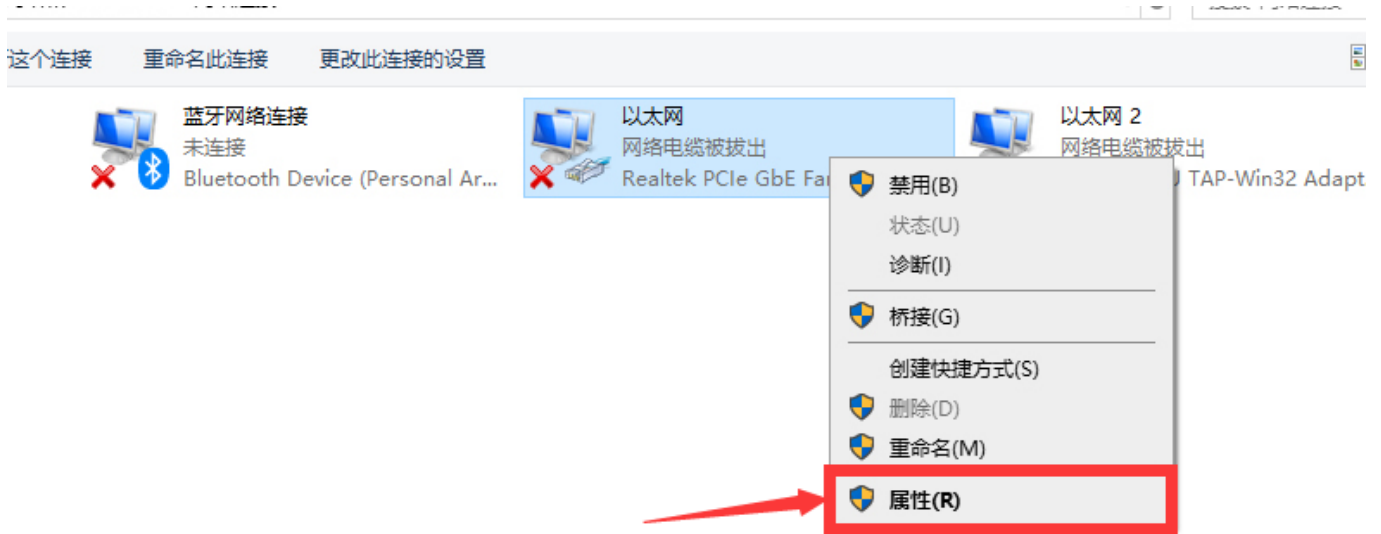 这个连接 重命名此连接 更改此连接的设置
蓝牙网络连接
未连接
Bluetooth Device (Personal Ar...
以太网
网络电缆被拔出
Realtek PCIe GbE Fa
以太网 2
网络电缆被拔出
TAP-Win32 Adapt
禁用(B)
状态(U)
诊断(I)
桥接(G)
创建快捷方式(S)
删除(D)
重命名(M)
属性(R)